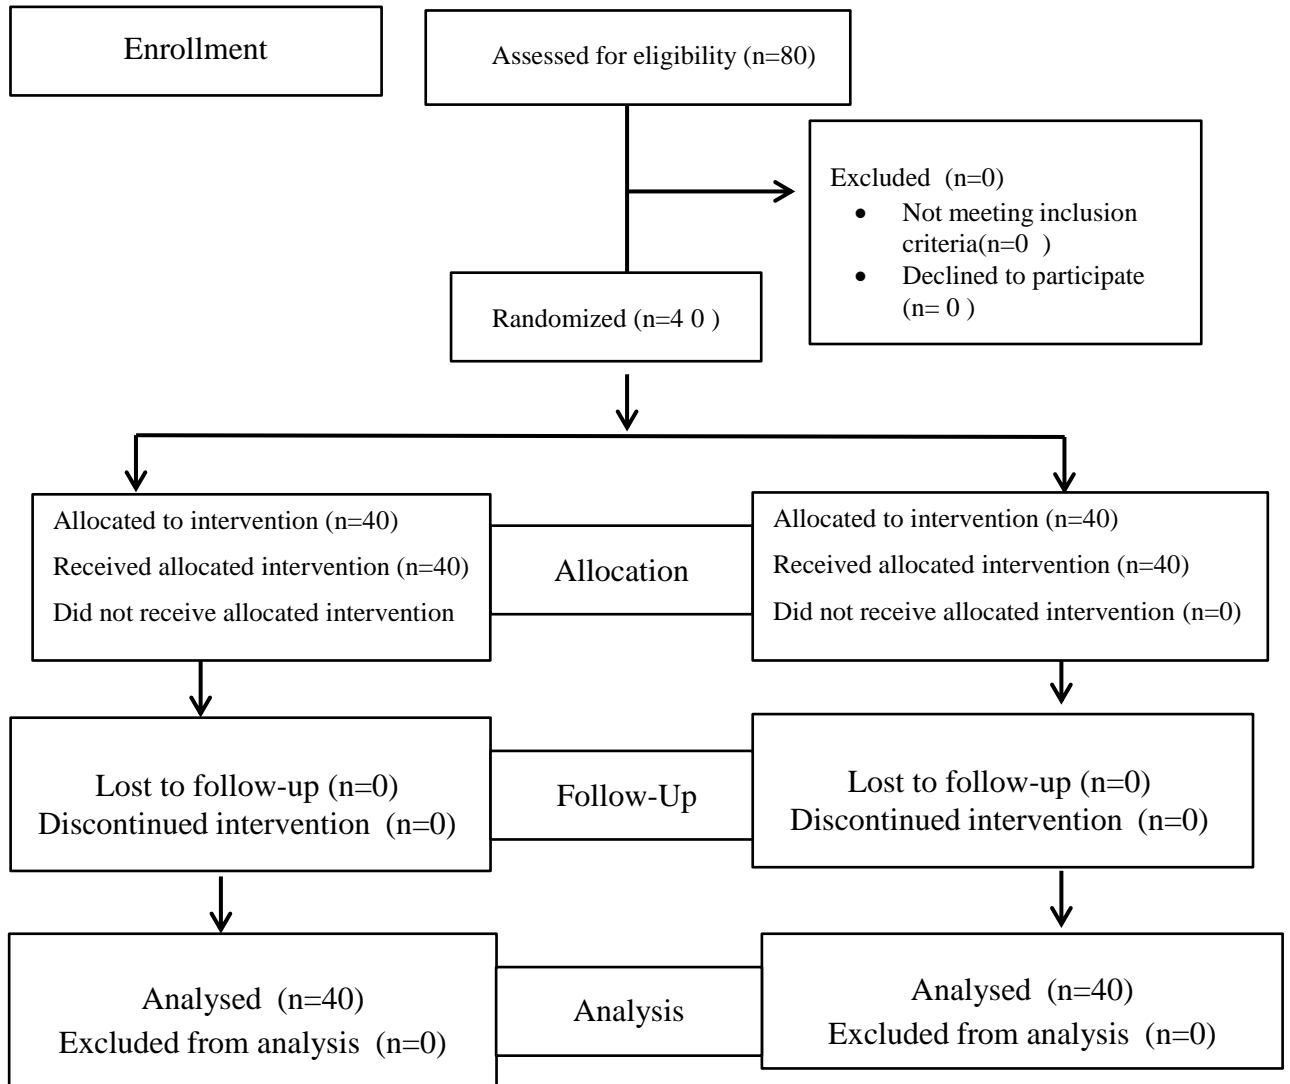 Enrollment
Assessed for eligibility (n=80)
Excluded  (n=0)
• Not meeting inclusion
criteria(n=0  )
• Declined to participate
(n= 0 )
Randomized (n=4 0 )
Allocated to intervention (n=40)
Received allocated intervention (n=40)
Did not receive allocated intervention
Allocation
Allocated to intervention (n=40)
Received allocated intervention (n=40)
Did not receive allocated intervention (n=0)
Lost to follow-up (n=0)
Discontinued intervention  (n=0)
Follow-Up
Lost to follow-up (n=0)
Discontinued intervention  (n=0)
Analysed  (n=40)
Excluded from analysis  (n=0)
Analysis
Analysed  (n=40)
Excluded from analysis  (n=0)